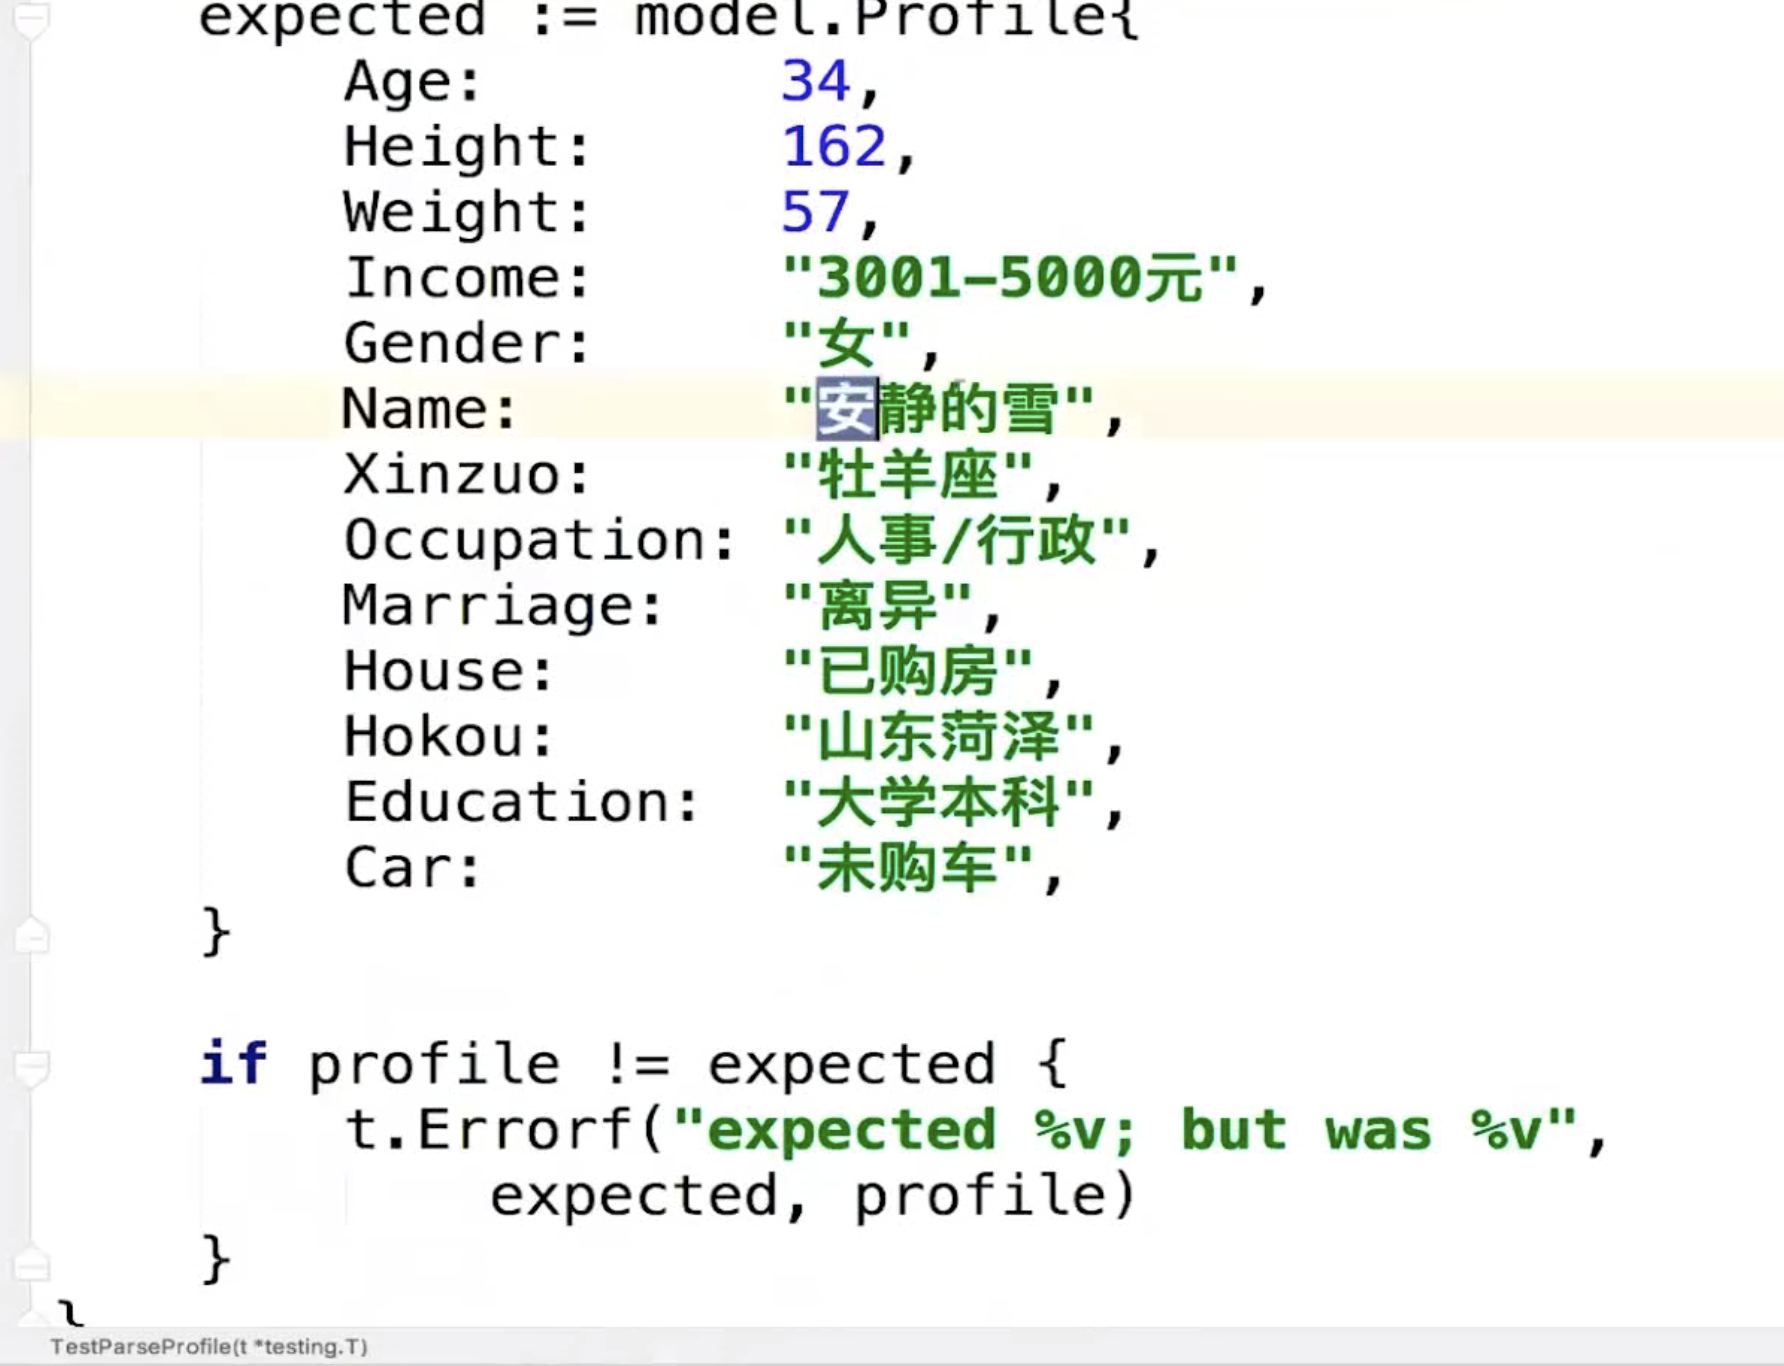 expected := model.Profile{
Age: 34,
Height: 162,
Weight: 57,
Income: "3001-5000元",
Gender: "女",
Name: "安静的雪",
Xinzuo: "牡羊座",
Occupation: "人事/行政",
Marriage: "离异",
House: "已购房",
Hokou: "山东菏泽",
Education: "大学本科",
Car: "未购车",
}
if profile != expected {
t.Errorf("expected %v; but was %v",
expected, profile)
}
}
TestParseProfile(t *testing.T)